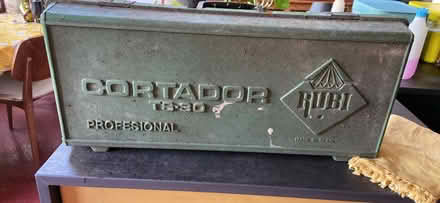 CORTADOR
TS-30
PROFESIONAL
RUBI